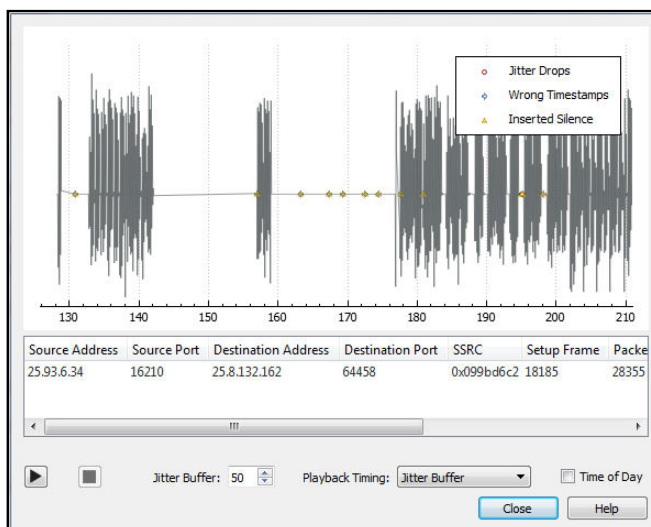 Jitter Drops
Wrong Timestamps
Inserted Silence
130 140 150 160 170 180 190 200 210
Source Address Source Port Destination Address Destination Port SSRC Setup Frame Packe
25.93.6.34 16210 25.8.132.162 64458 0x099bd6c2 18185 28355
Jitter Buffer: 50 Playback Timing: Jitter Buffer Time of Day
Close Help